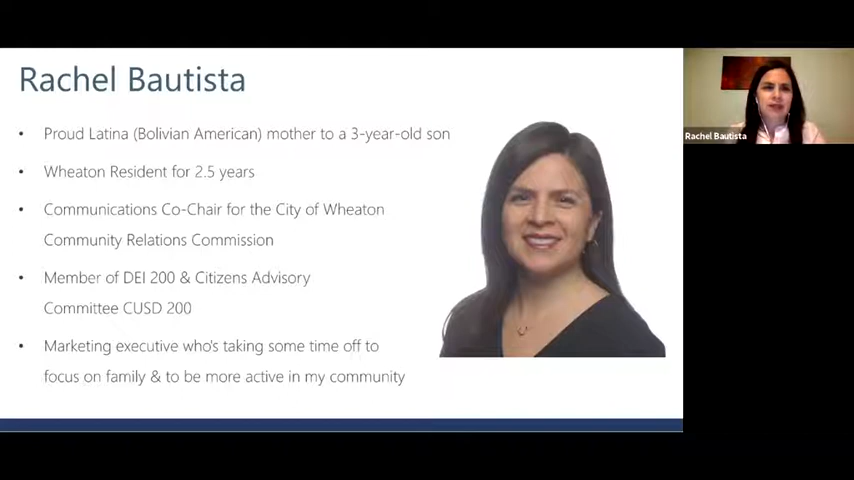 Rachel Bautista
• Proud Latina (Bolivian American) mother to a 3-year-old son
• Wheaton Resident for 2.5 years
• Communications Co-Chair for the City of Wheaton
Community Relations Commission
• Member of DEI 200 & Citizens Advisory
Committee CUSD 200
• Marketing executive who's taking some time off to
focus on family & to be more active in my community
Rachel Bautista